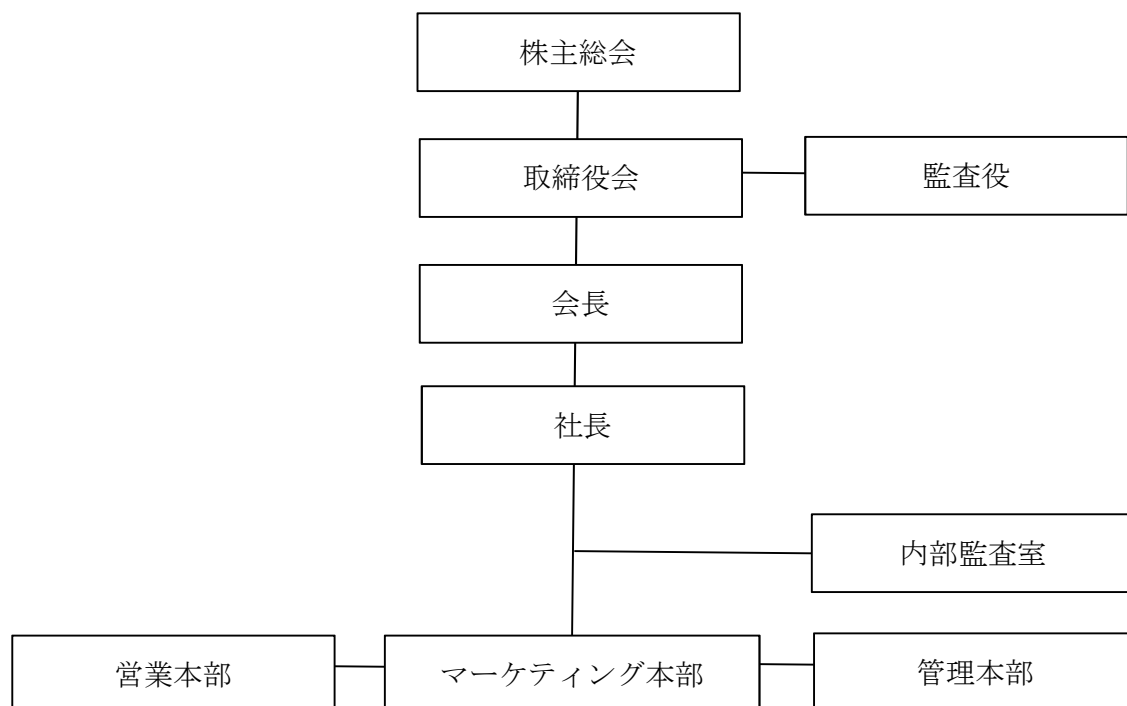 株主総会
取締役会
監査役
会長
社長
内部監査室
営業本部
マーケティング本部
管理本部